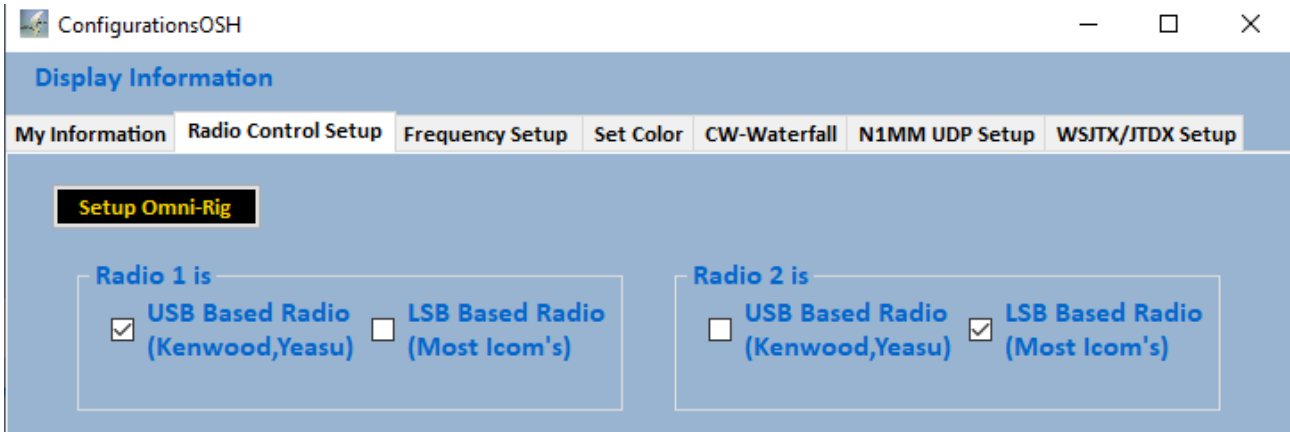 ConfigurationsOSH
Display Information
My Information Radio Control Setup Frequency Setup Set Color CW-Waterfall N1MM UDP Setup WSJTX/JTDX Setup
Setup Omni-Rig
Radio 1 is
USB Based Radio
(Kenwood,Yeasu)
LSB Based Radio
(Most Icom's)
Radio 2 is
USB Based Radio
(Kenwood,Yeasu)
LSB Based Radio
(Most Icom's)